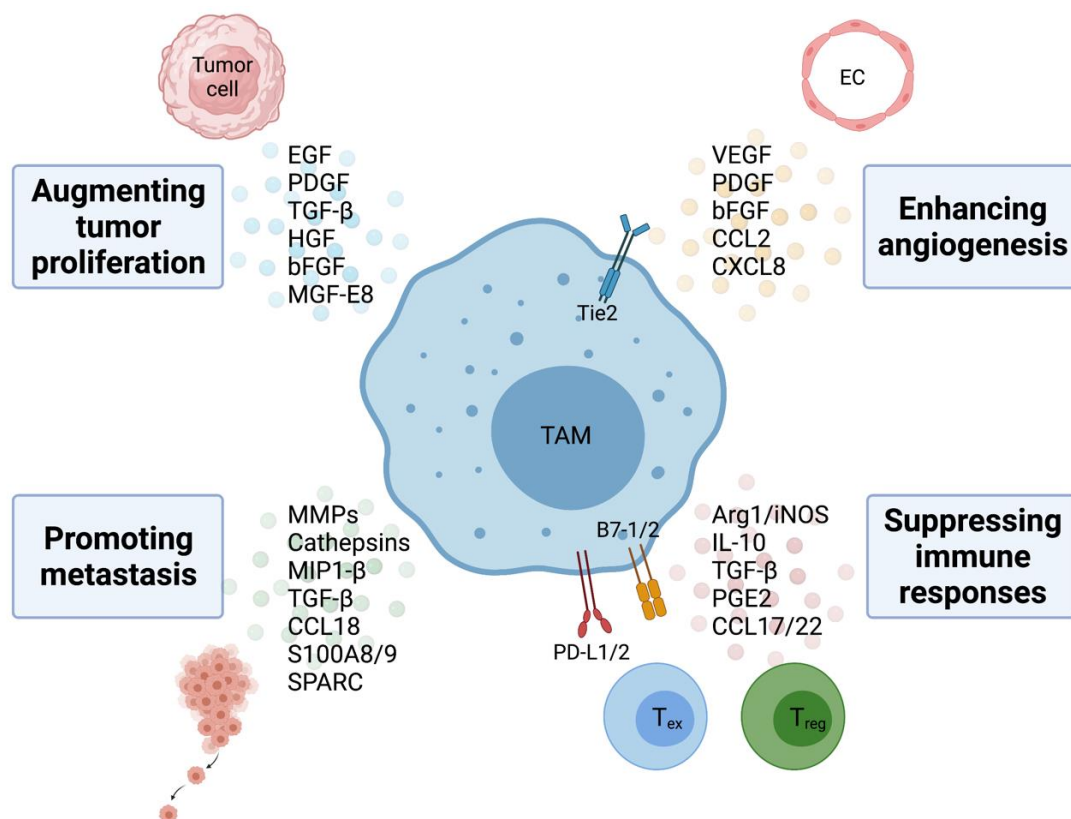 Tumor
cell
EC
Augmenting
tumor
proliferation
EGF
PDGF
TGF-β
HGF
bFGF
MGF-E8
VEGF
PDGF
bFGF
CCL2
CXCL8
Enhancing
angiogenesis
Tie2
TAM
Promoting
metastasis
MMPs
Cathepsins
MIP1-β
TGF-β
CCL18
S100A8/9
SPARC
B7-1/2
PD-L1/2
Arg1/iNOS
IL-10
TGF-β
PGE2
CCL17/22
Suppressing
immune
responses
Tex
Treg